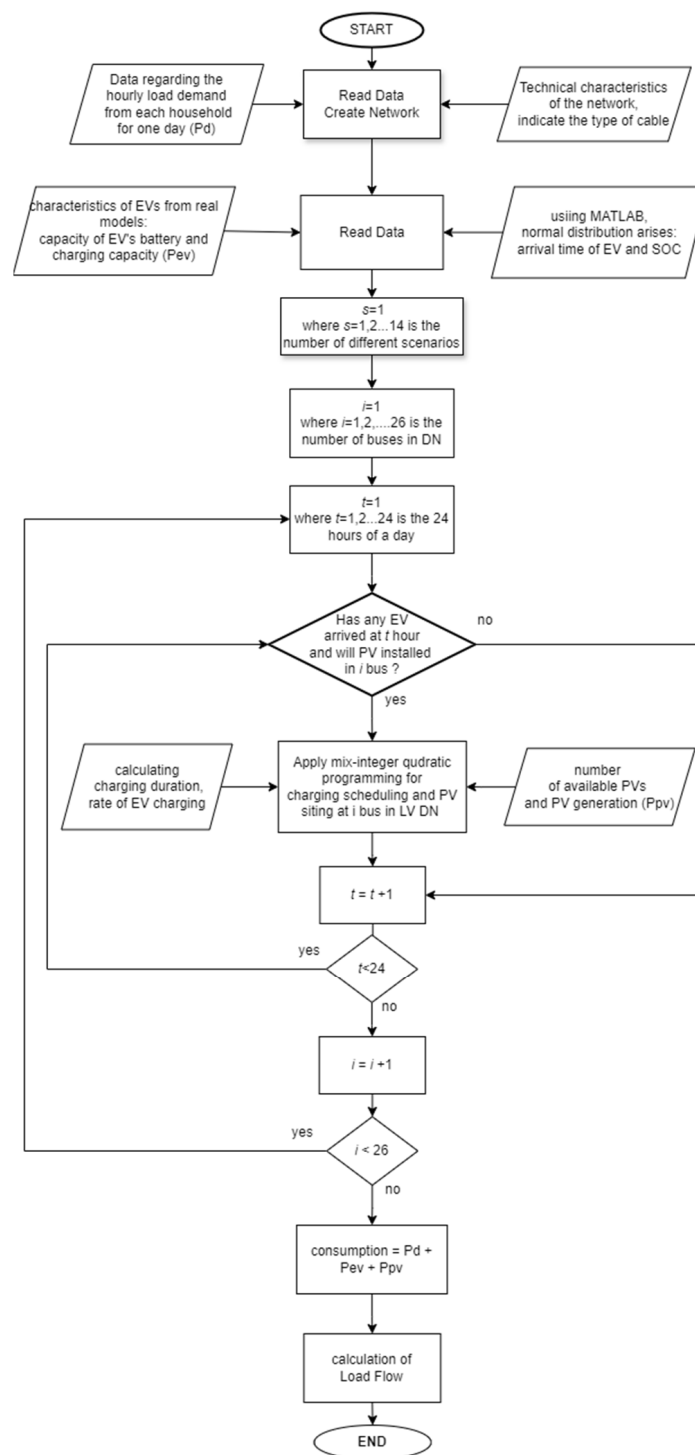 START
Data regarding the
hourly load demand
from each household
for one day (Pd)
Read Data
Create Network
Technical characteristics
of the network,
indicate the type of cable
characteristics of EVs from real
models:
capacity of EV's battery and
charging capacity (Pev)
Read Data
usiing MATLAB,
normal distribution arises:
arrival time of EV and SOC
s=1
where s=1,2...14 is the
number of different scenarios
i=1
where i=1,2,....26 is the
number of buses in DN
t=1
where t=1,2...24 is the 24
hours of a day
Has any EV
arrived at t hour
and will PV installed
in i bus ?
no
yes
calculating
charging duration,
rate of EV charging
Apply mix-integer qudratic
programming for
charging scheduling and PV
siting at i bus in LV DN
number
of available PVs
and PV generation (Ppv)
t = t +1
yes
t<24
no
i = i +1
yes
i < 26
no
consumption = Pd +
Pev + Ppv
calculation of
Load Flow
END